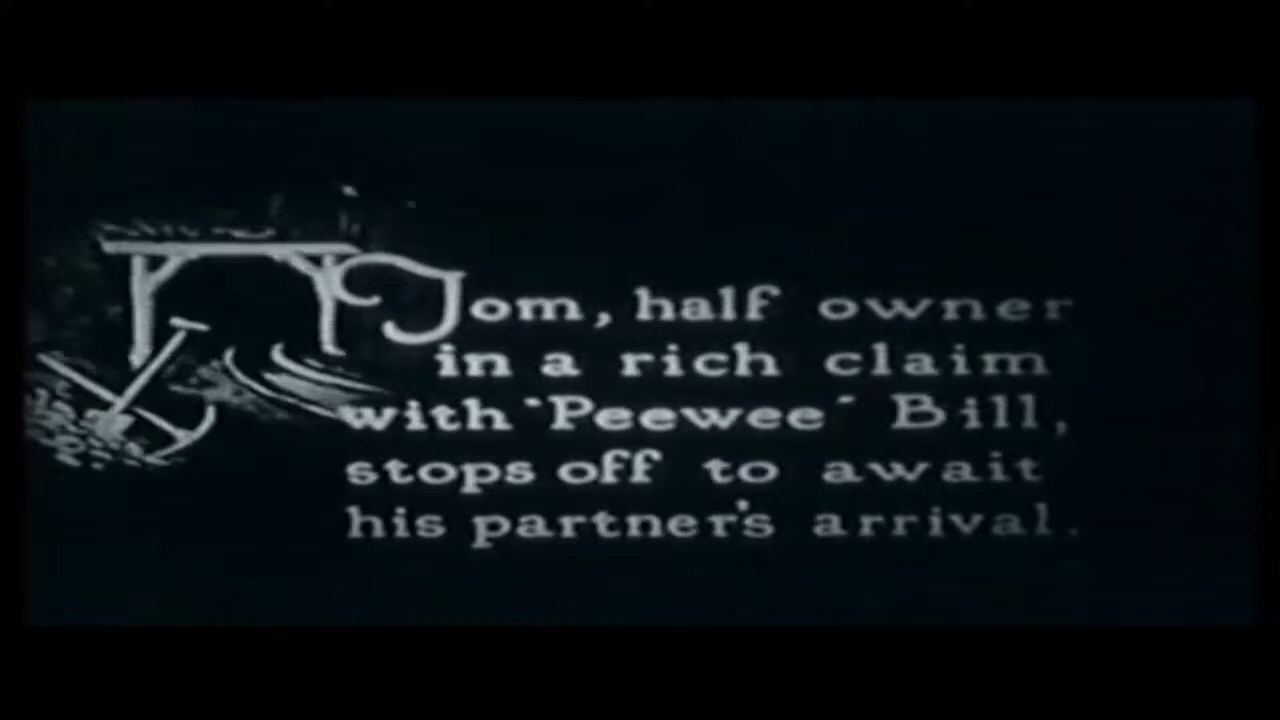 Tom, half owner
in a rich claim
with "Peewee" Bill,
stops off to await
his partner's arrival.